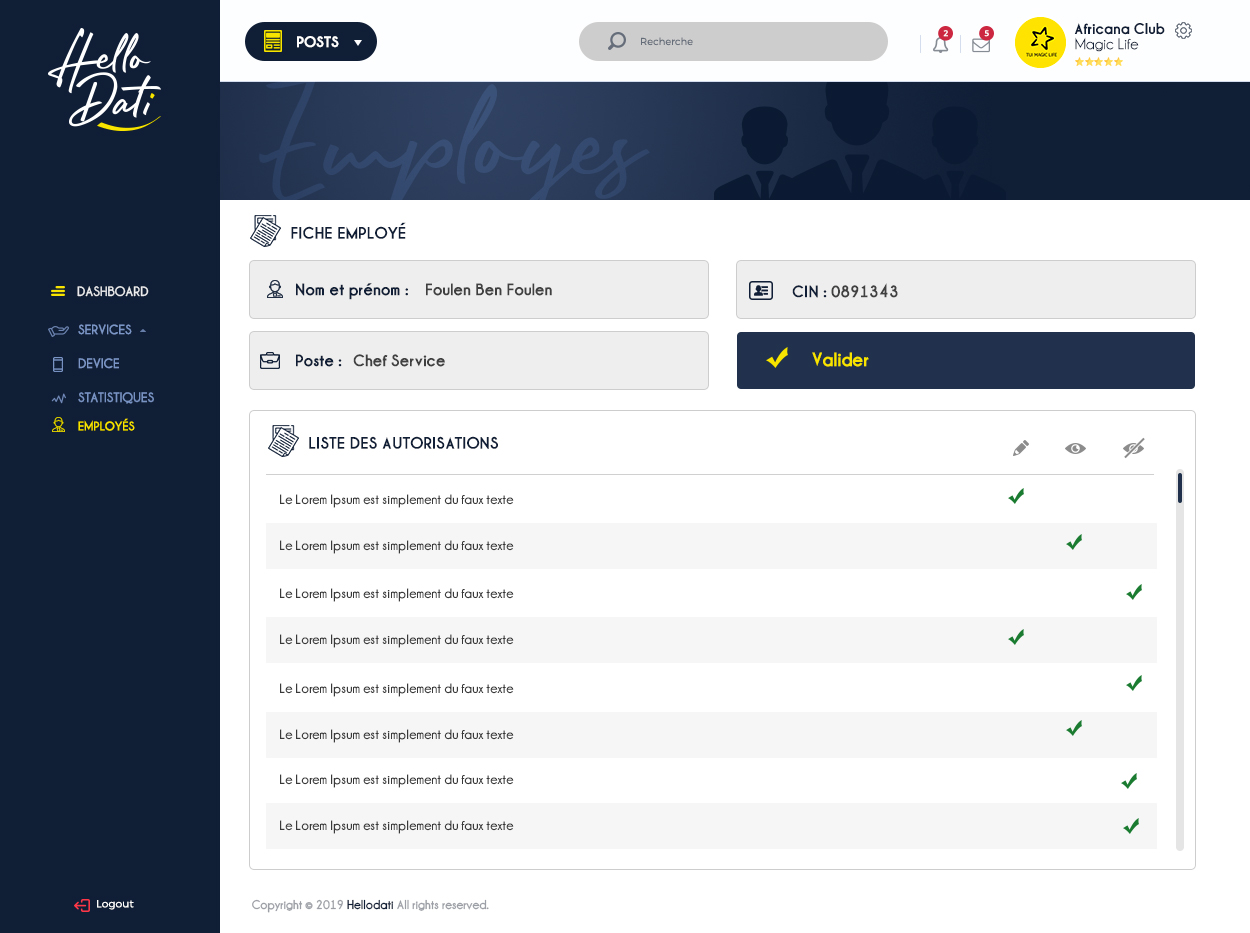 Hello
Dati
POSTS
Recherche
2
5
TUI MAGIC LIFE
Africana Club
Magic Life
Employes
DASHBOARD
SERVICES
DEVICE
STATISTIQUES
EMPLOYÉS
Logout
FICHE EMPLOYÉ
Nom et prénom : Foulen Ben Foulen
CIN : 0891343
Poste : Chef Service
Valider
LISTE DES AUTORISATIONS
Le Lorem Ipsum est simplement du faux texte
Le Lorem Ipsum est simplement du faux texte
Le Lorem Ipsum est simplement du faux texte
Le Lorem Ipsum est simplement du faux texte
Le Lorem Ipsum est simplement du faux texte
Le Lorem Ipsum est simplement du faux texte
Le Lorem Ipsum est simplement du faux texte
Le Lorem Ipsum est simplement du faux texte
Copyright © 2019 Hellodati All rights reserved.